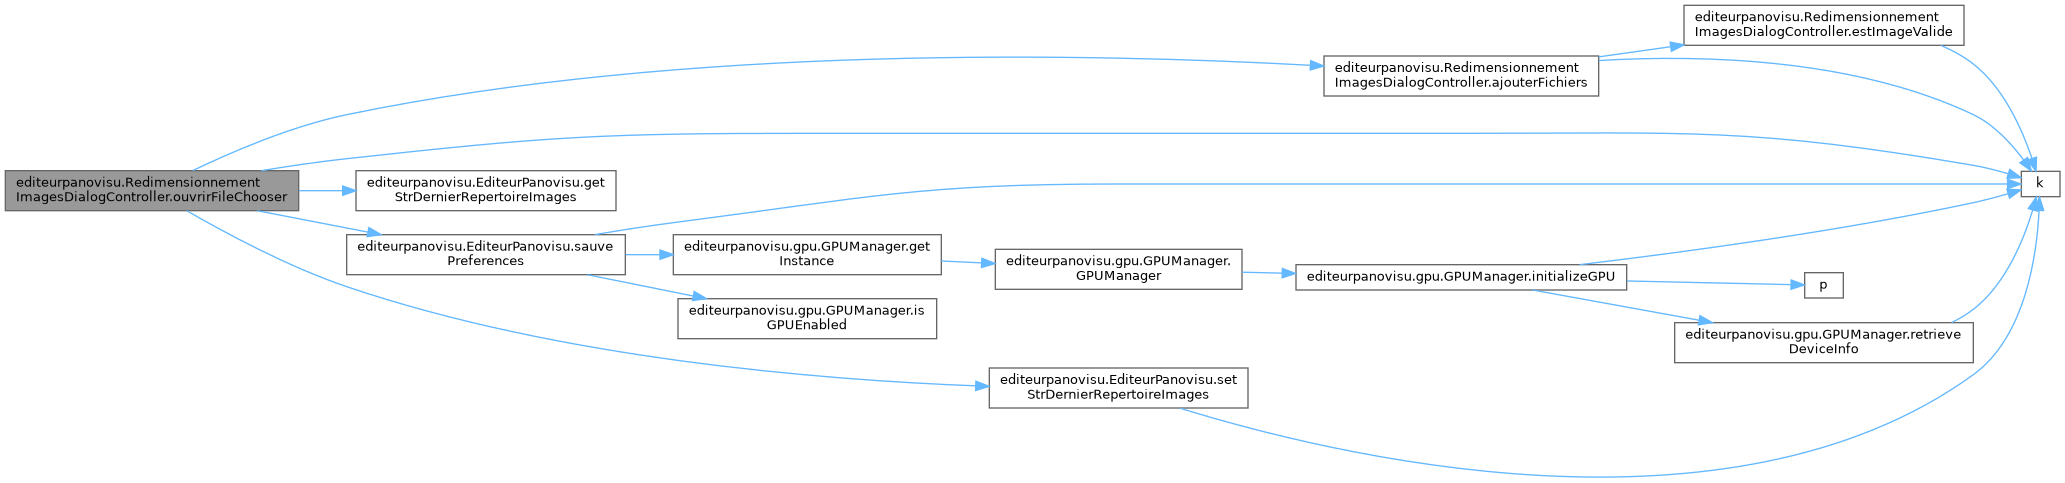 editeurpanovisu.Redimensionnement
ImagesDialogController.estImageValide
editeurpanovisu.Redimensionnement
ImagesDialogController.ajouterFichiers
editeurpanovisu.Redimensionnement
ImagesDialogController.ouvrirFileChooser
editeurpanovisu.EditeurPanovisu.get
StrDernierRepertoireImages
k
editeurpanovisu.EditeurPanovisu.sauve
Preferences
editeurpanovisu.gpu.GPUManager.get
Instance
editeurpanovisu.gpu.GPUManager.
GPUManager
editeurpanovisu.gpu.GPUManager.initializeGPU
p
editeurpanovisu.gpu.GPUManager.is
GPUEnabled
editeurpanovisu.gpu.GPUManager.retrieve
DeviceInfo
editeurpanovisu.EditeurPanovisu.set
StrDernierRepertoireImages